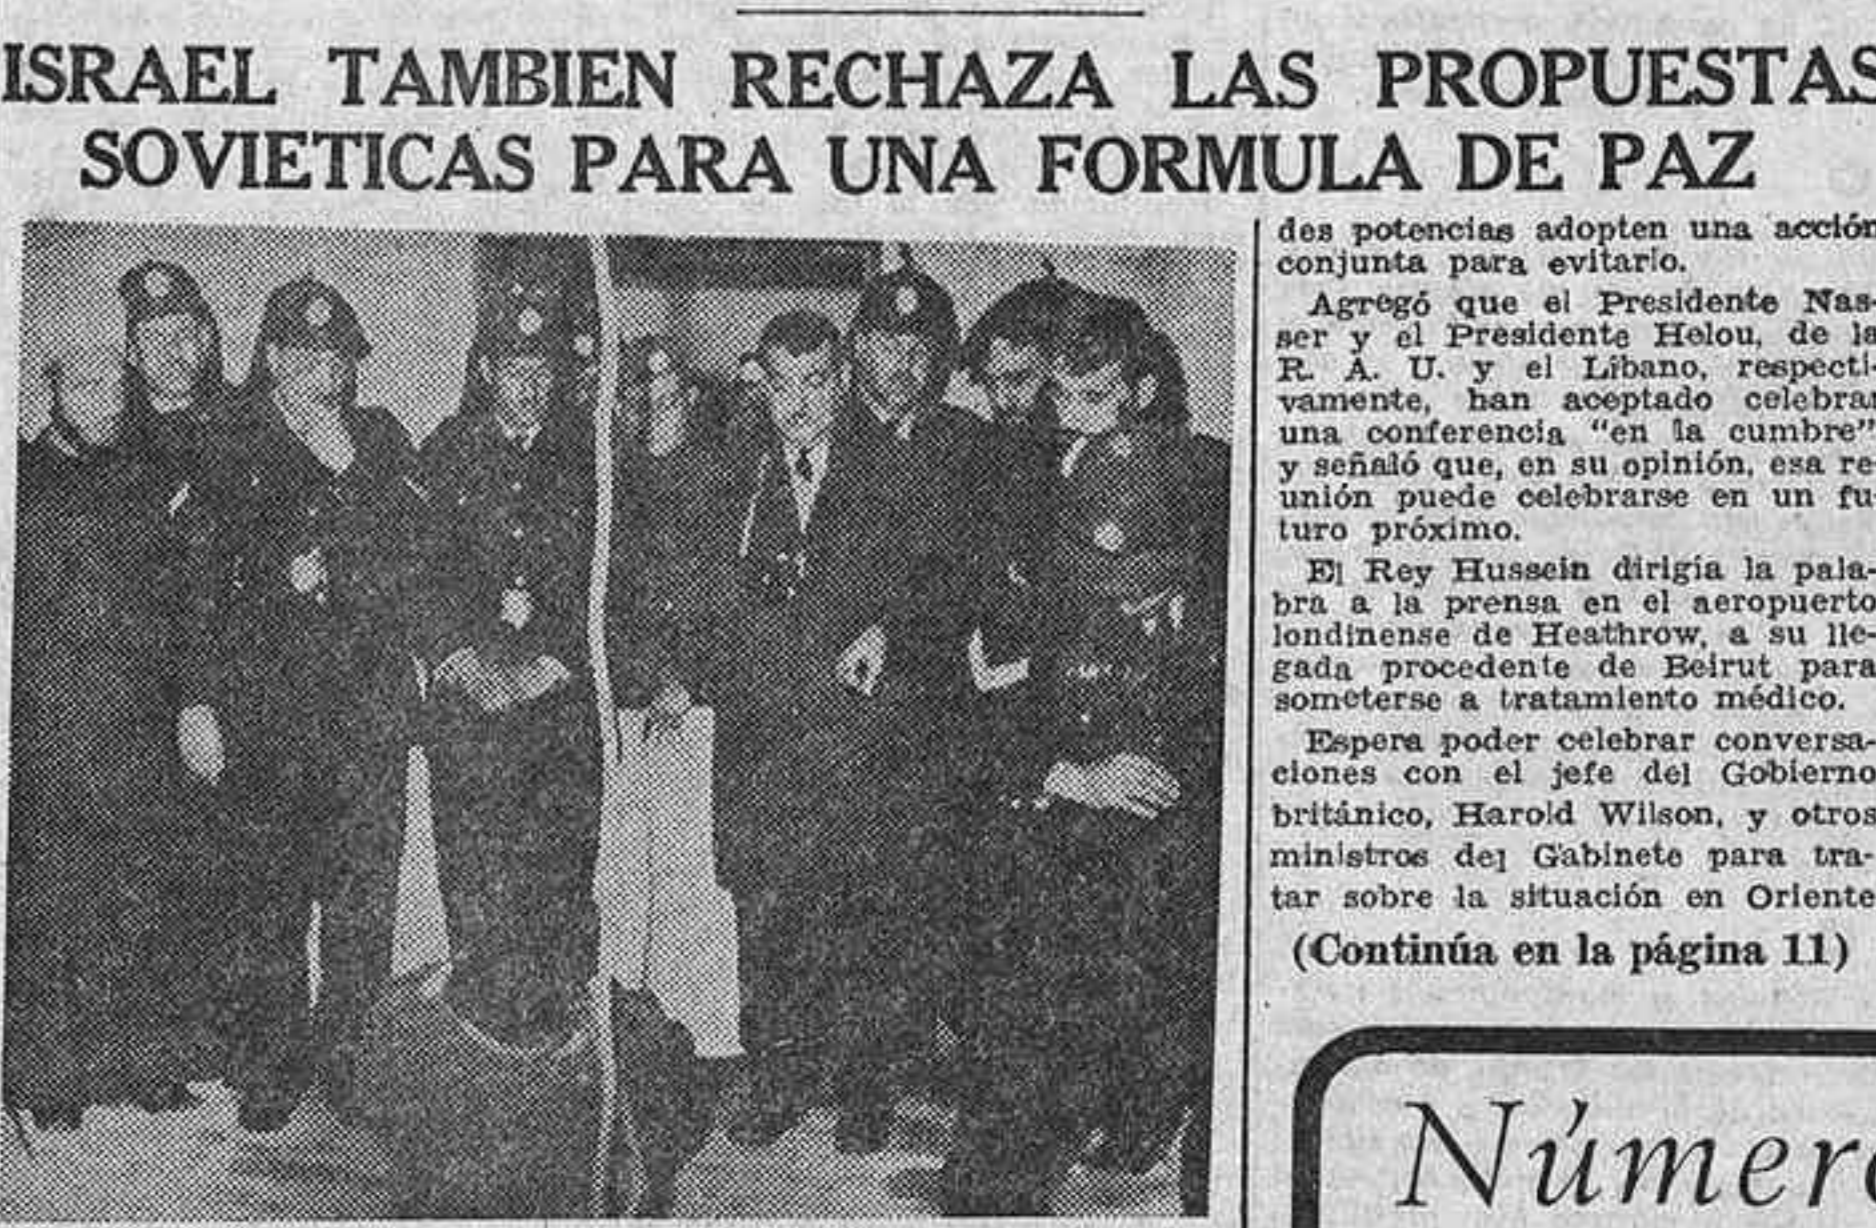 ISRAEL TAMBIEN RECHAZA LAS PROPUESTAS
SOVIETICAS PARA UNA FORMULA DE PAZ
des potencias adopten una acción
conjunta para evitarlo.
Agregó que el Presidente Nas-
ser y el Presidente Helou, de la
R. A. U. y el Líbano, respecti-
vamente, han aceptado celebrar
una conferencia "en la cumbre"
y señaló que, en su opinión, esa re-
unión puede celebrarse en un fu-
turo próximo.
El Rey Hussein dirigía la pala-
bra a la prensa en el aeropuerto
londinense de Heathrow, a su lle-
gada procedente de Beirut para
someterse a tratamiento médico.
Espera poder celebrar conversa-
ciones con el jefe del Gobierno
británico, Harold Wilson, y otros
ministros del Gabinete para tra-
tar sobre la situación en Oriente
(Continúa en la página 11)
Número